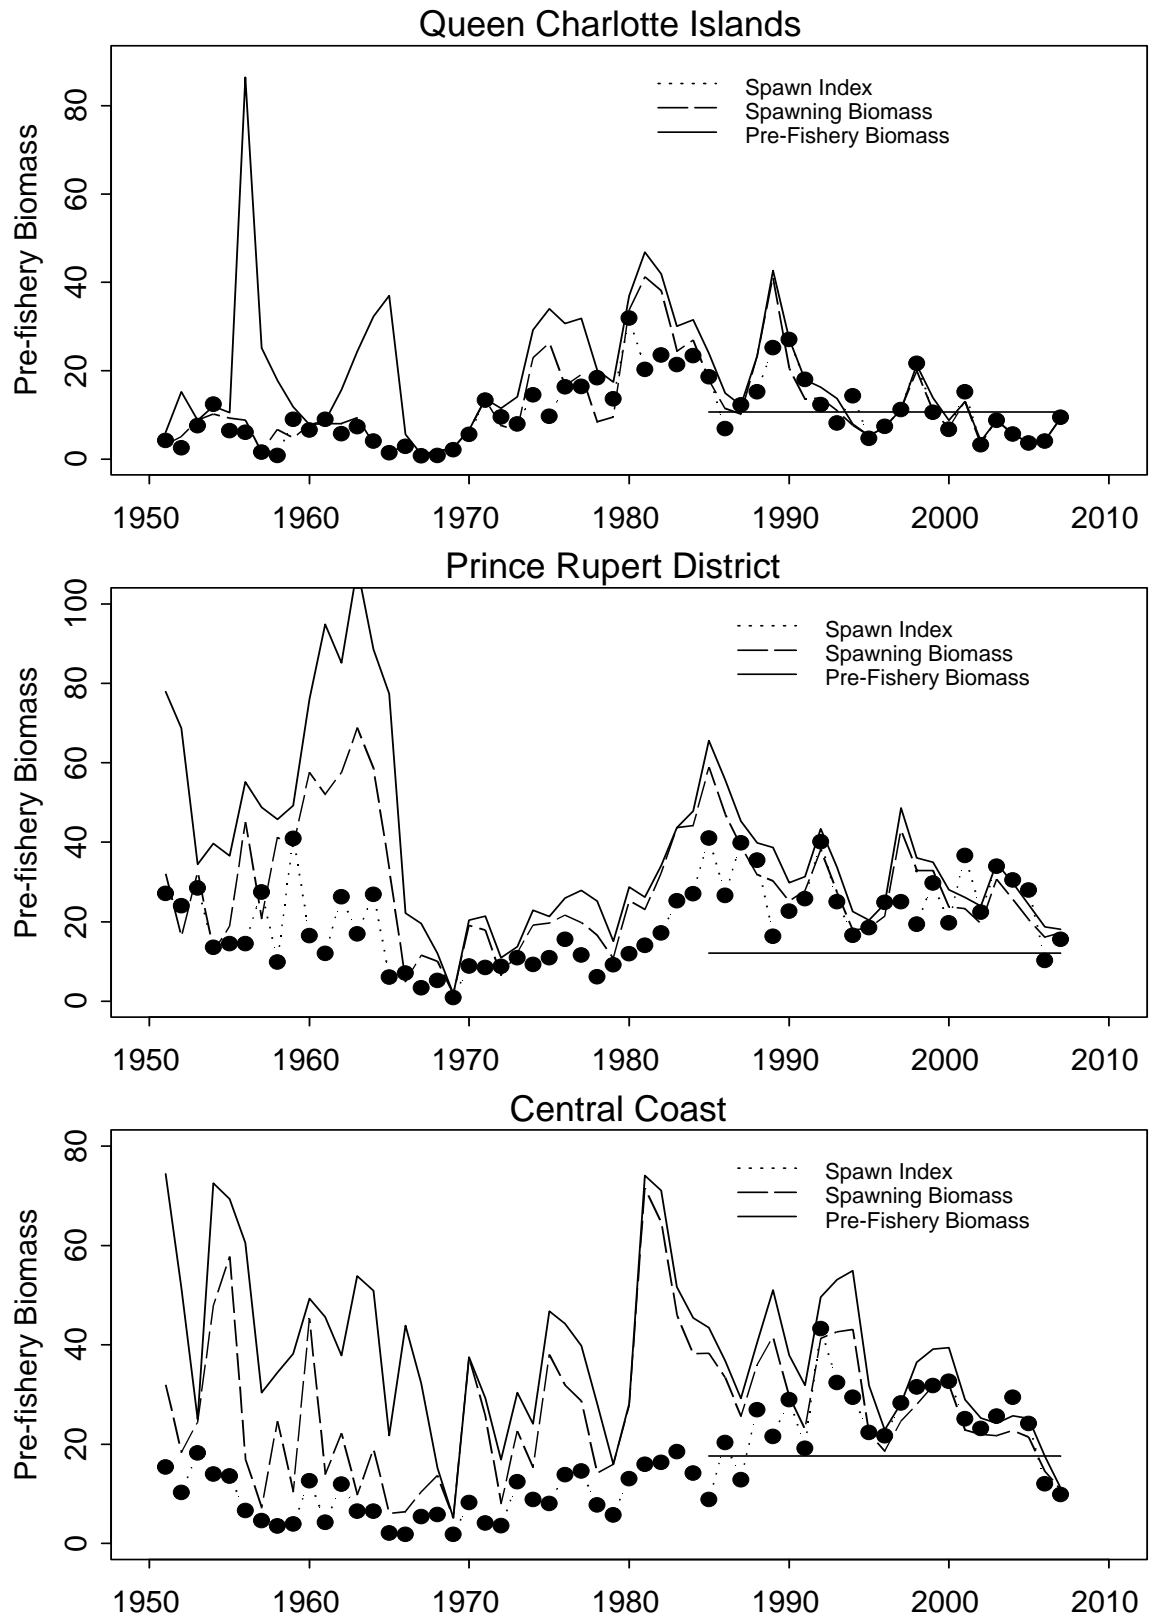 Queen Charlotte Islands
Pre-fishery Biomass
80
60
40
20
0
Spawn Index
Spawning Biomass
Pre-Fishery Biomass
1950 1960 1970 1980 1990 2000 2010
Prince Rupert District
Pre-fishery Biomass
100
80
60
40
20
0
Spawn Index
Spawning Biomass
Pre-Fishery Biomass
1950 1960 1970 1980 1990 2000 2010
Central Coast
Pre-fishery Biomass
80
60
40
20
0
Spawn Index
Spawning Biomass
Pre-Fishery Biomass
1950 1960 1970 1980 1990 2000 2010